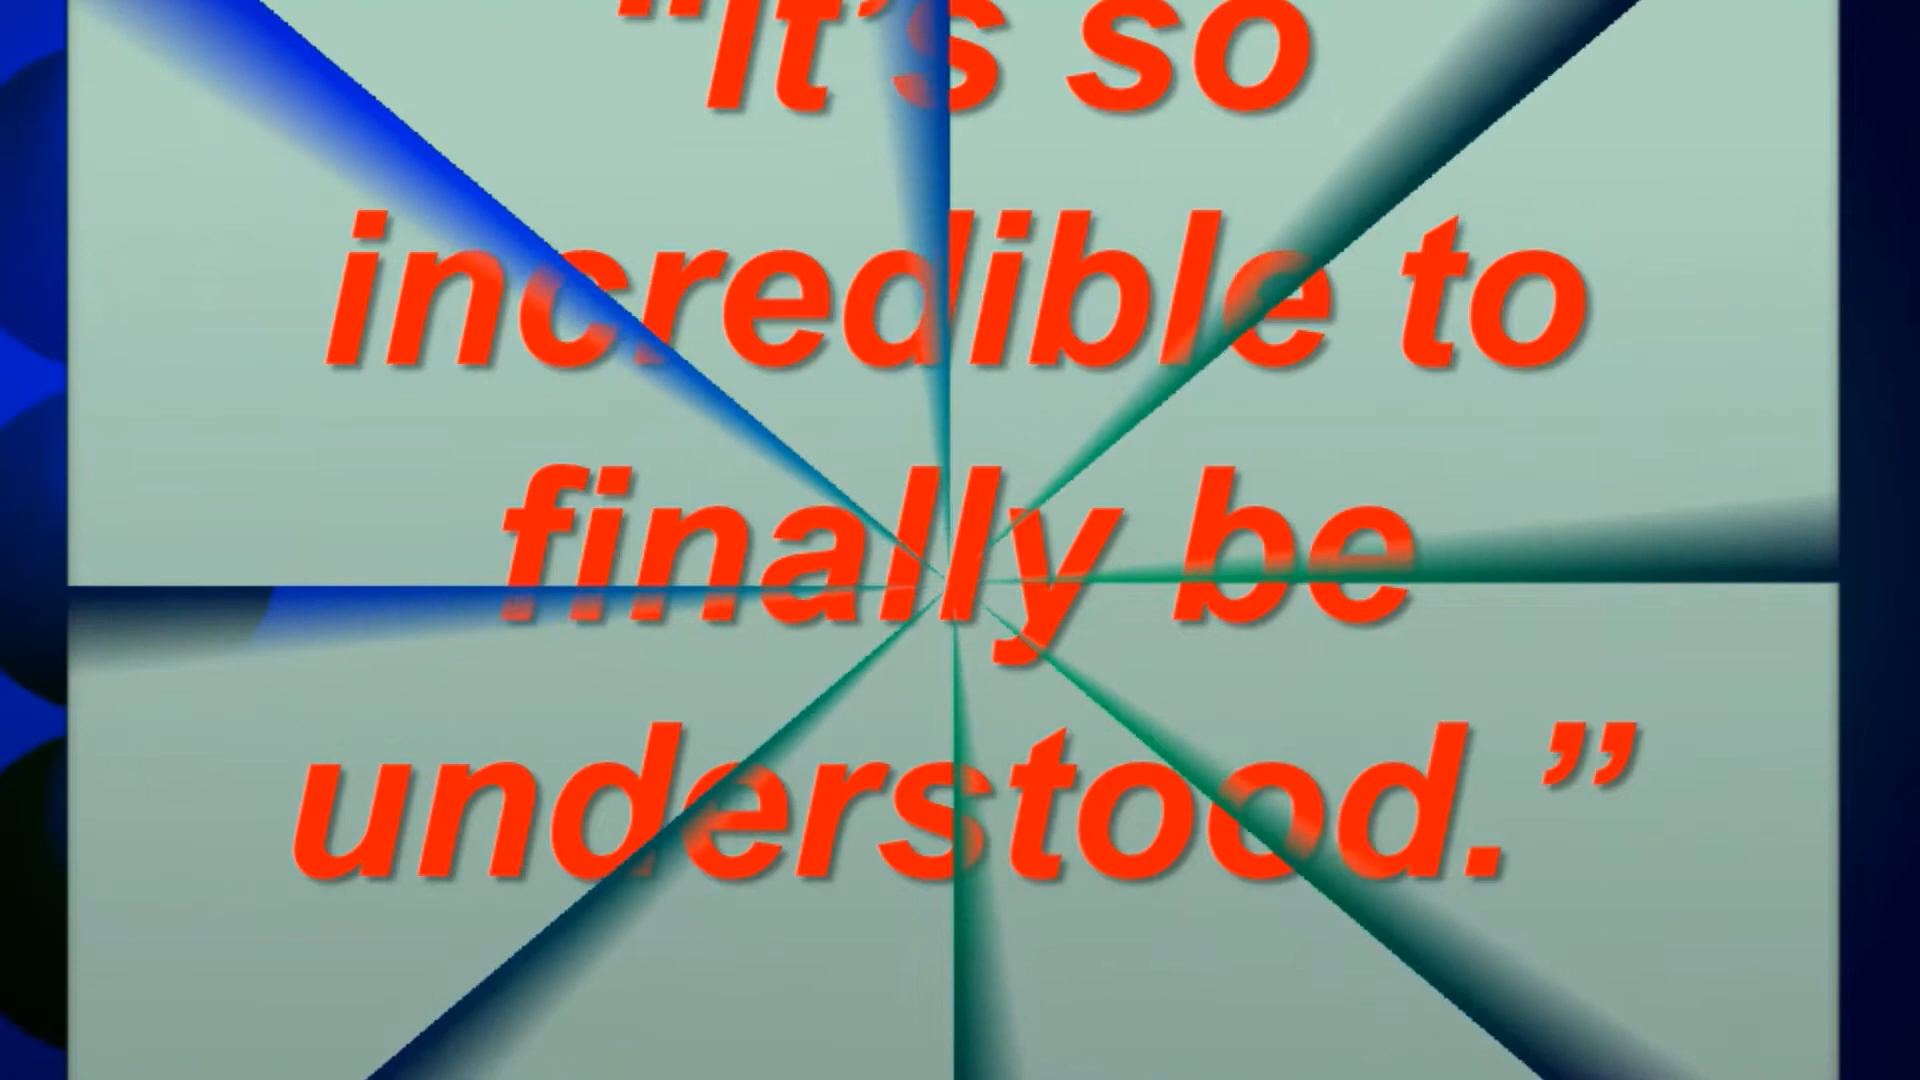 “It’s so
incredible to
finally be
understood.”